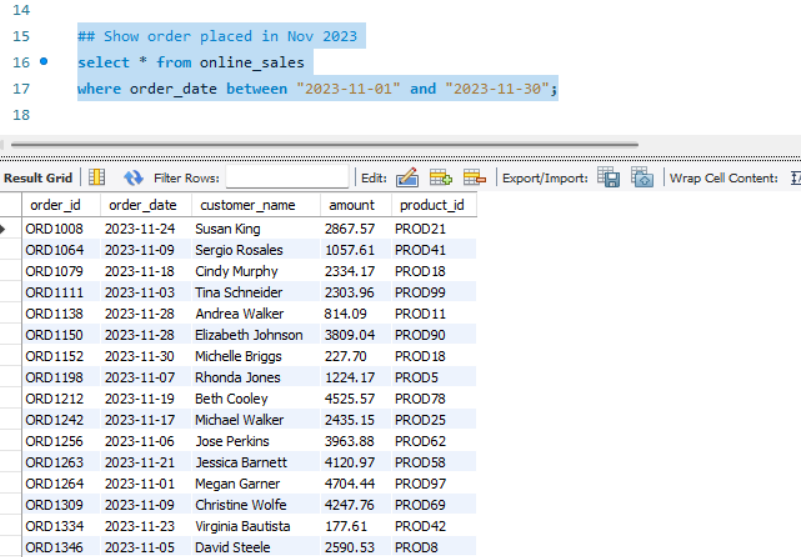 14
15 ## Show order placed in Nov 2023
16 select * from online_sales
17 where order_date between "2023-11-01" and "2023-11-30";
18
Result Grid Filter Rows: Edit: Export/Import: Wrap Cell Content:
order_id order_date customer_name amount product_id
ORD1008 2023-11-24 Susan King 2867.57 PROD21
ORD1064 2023-11-09 Sergio Rosales 1057.61 PROD41
ORD1079 2023-11-18 Cindy Murphy 2334.17 PROD18
ORD1111 2023-11-03 Tina Schneider 2303.96 PROD99
ORD1138 2023-11-28 Andrea Walker 814.09 PROD11
ORD1150 2023-11-28 Elizabeth Johnson 3809.04 PROD90
ORD1152 2023-11-30 Michelle Briggs 227.70 PROD18
ORD1198 2023-11-07 Rhonda Jones 1224.17 PROD5
ORD1212 2023-11-19 Beth Cooley 4525.57 PROD78
ORD1242 2023-11-17 Michael Walker 2435.15 PROD25
ORD1256 2023-11-06 Jose Perkins 3963.88 PROD62
ORD1263 2023-11-21 Jessica Barnett 4120.97 PROD58
ORD1264 2023-11-01 Megan Garner 4704.44 PROD97
ORD1309 2023-11-09 Christine Wolfe 4247.76 PROD69
ORD1334 2023-11-23 Virginia Bautista 177.61 PROD42
ORD1346 2023-11-05 David Steele 2590.53 PROD8